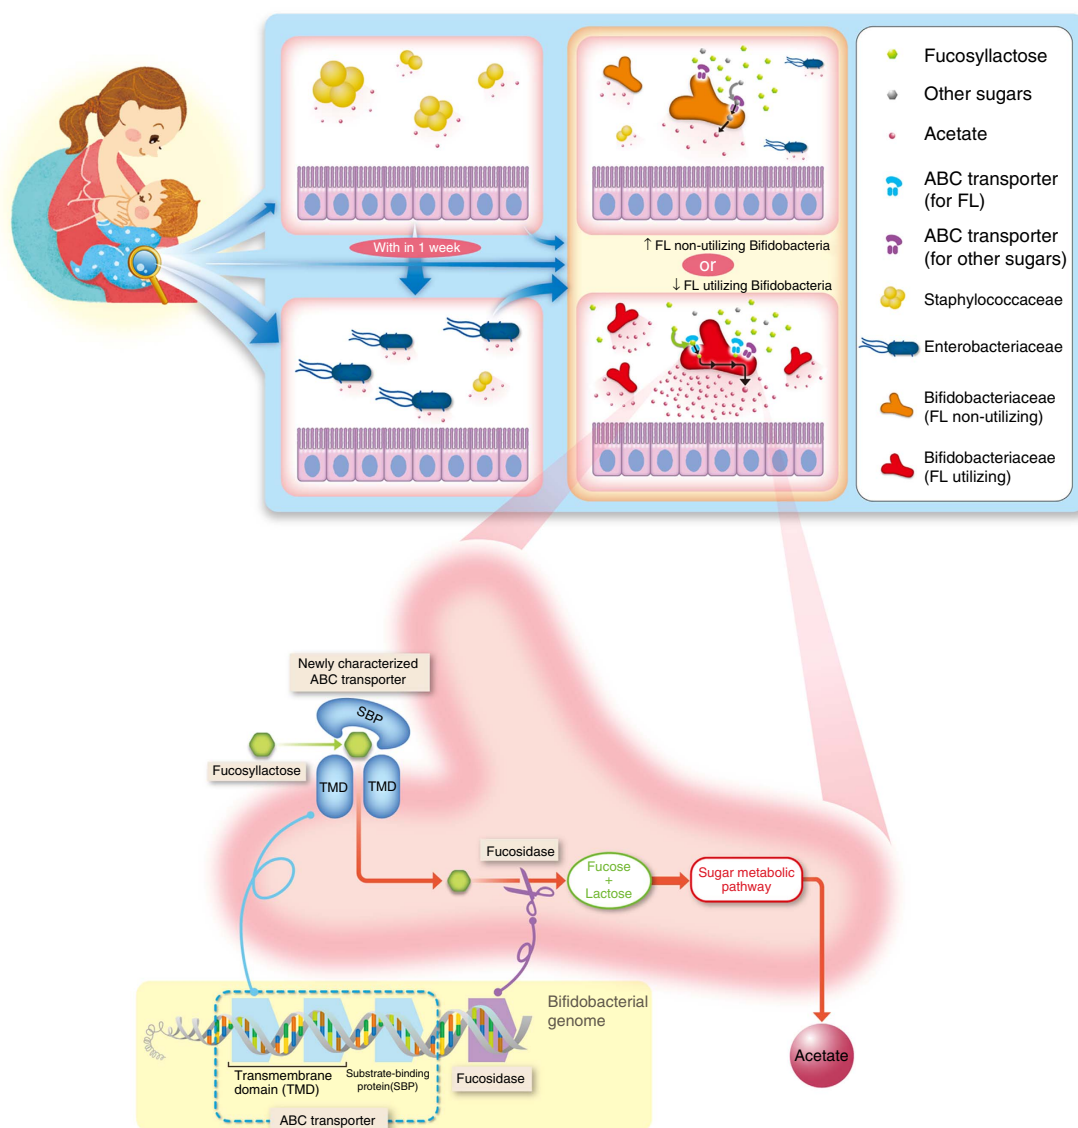 Fucosyllactose
Other sugars
Acetate
ABC transporter
(for FL)
ABC transporter
(for other sugars)
Staphylococcaceae
Enterobacteriaceae
Bifidobacteriaceae
(FL non-utilizing)
Bifidobacteriaceae
(FL utilizing)
With in 1 week
↑ FL non-utilizing Bifidobacteria
or
↓ FL utilizing Bifidobacteria
Newly characterized
ABC transporter
SBP
Fucosyllactose
TMD
TMD
Fucosidase
Fucose
+
Lactose
Sugar metabolic
pathway
Bifidobacterial
genome
Transmembrane
domain (TMD)
Substrate-binding
protein(SBP)
Fucosidase
ABC transporter
Acetate